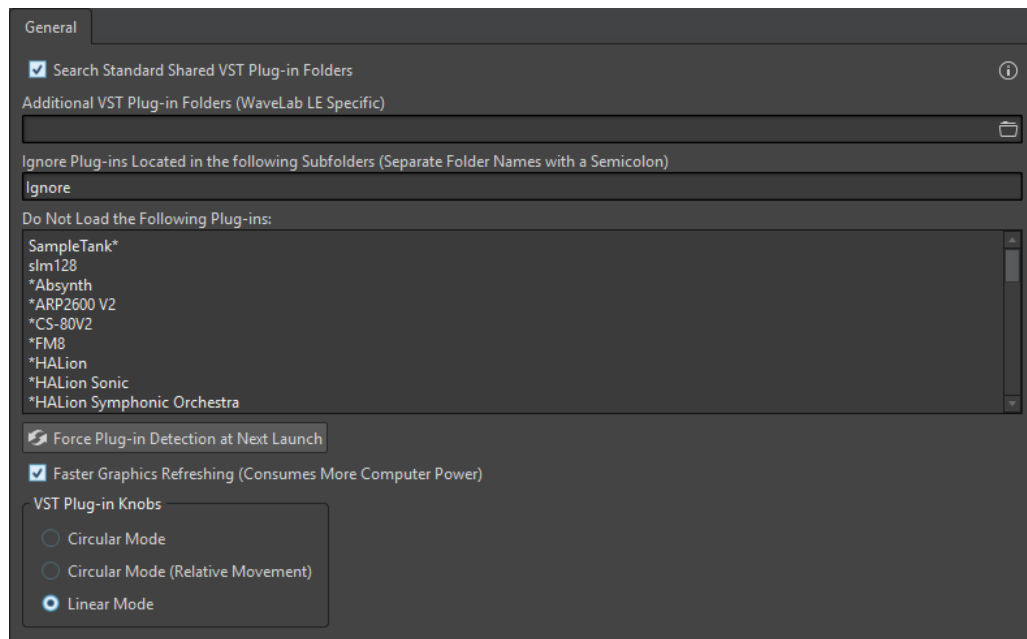 General
Search Standard Shared VST Plug-in Folders
Additional VST Plug-in Folders (WaveLab LE Specific)
Ignore Plug-ins Located in the following Subfolders (Separate Folder Names with a Semicolon)
Ignore
Do Not Load the Following Plug-ins:
SampleTank*
slm128
*Absynth
*ARP2600 V2
*CS-80V2
*FM8
*HALion
*HALion Sonic
*HALion Symphonic Orchestra
Force Plug-in Detection at Next Launch
Faster Graphics Refreshing (Consumes More Computer Power)
VST Plug-in Knobs
Circular Mode
Circular Mode (Relative Movement)
Linear Mode